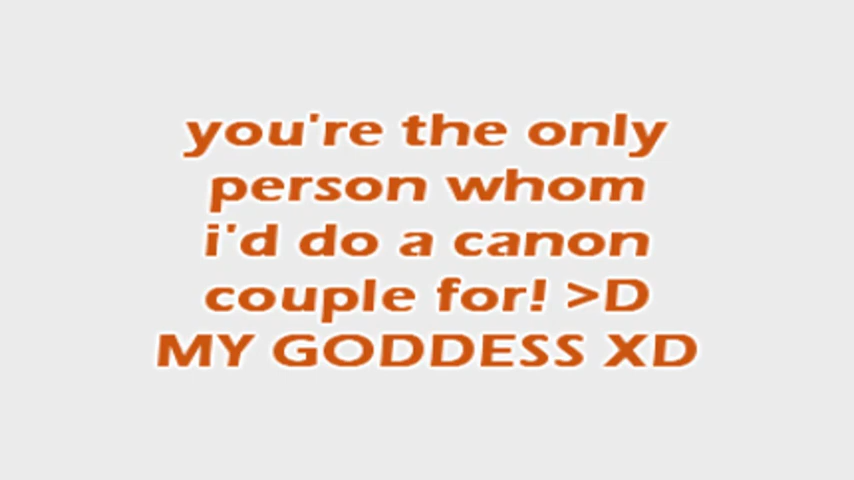 you're the only
person whom
i'd do a canon
couple for! >D
MY GODDESS XD